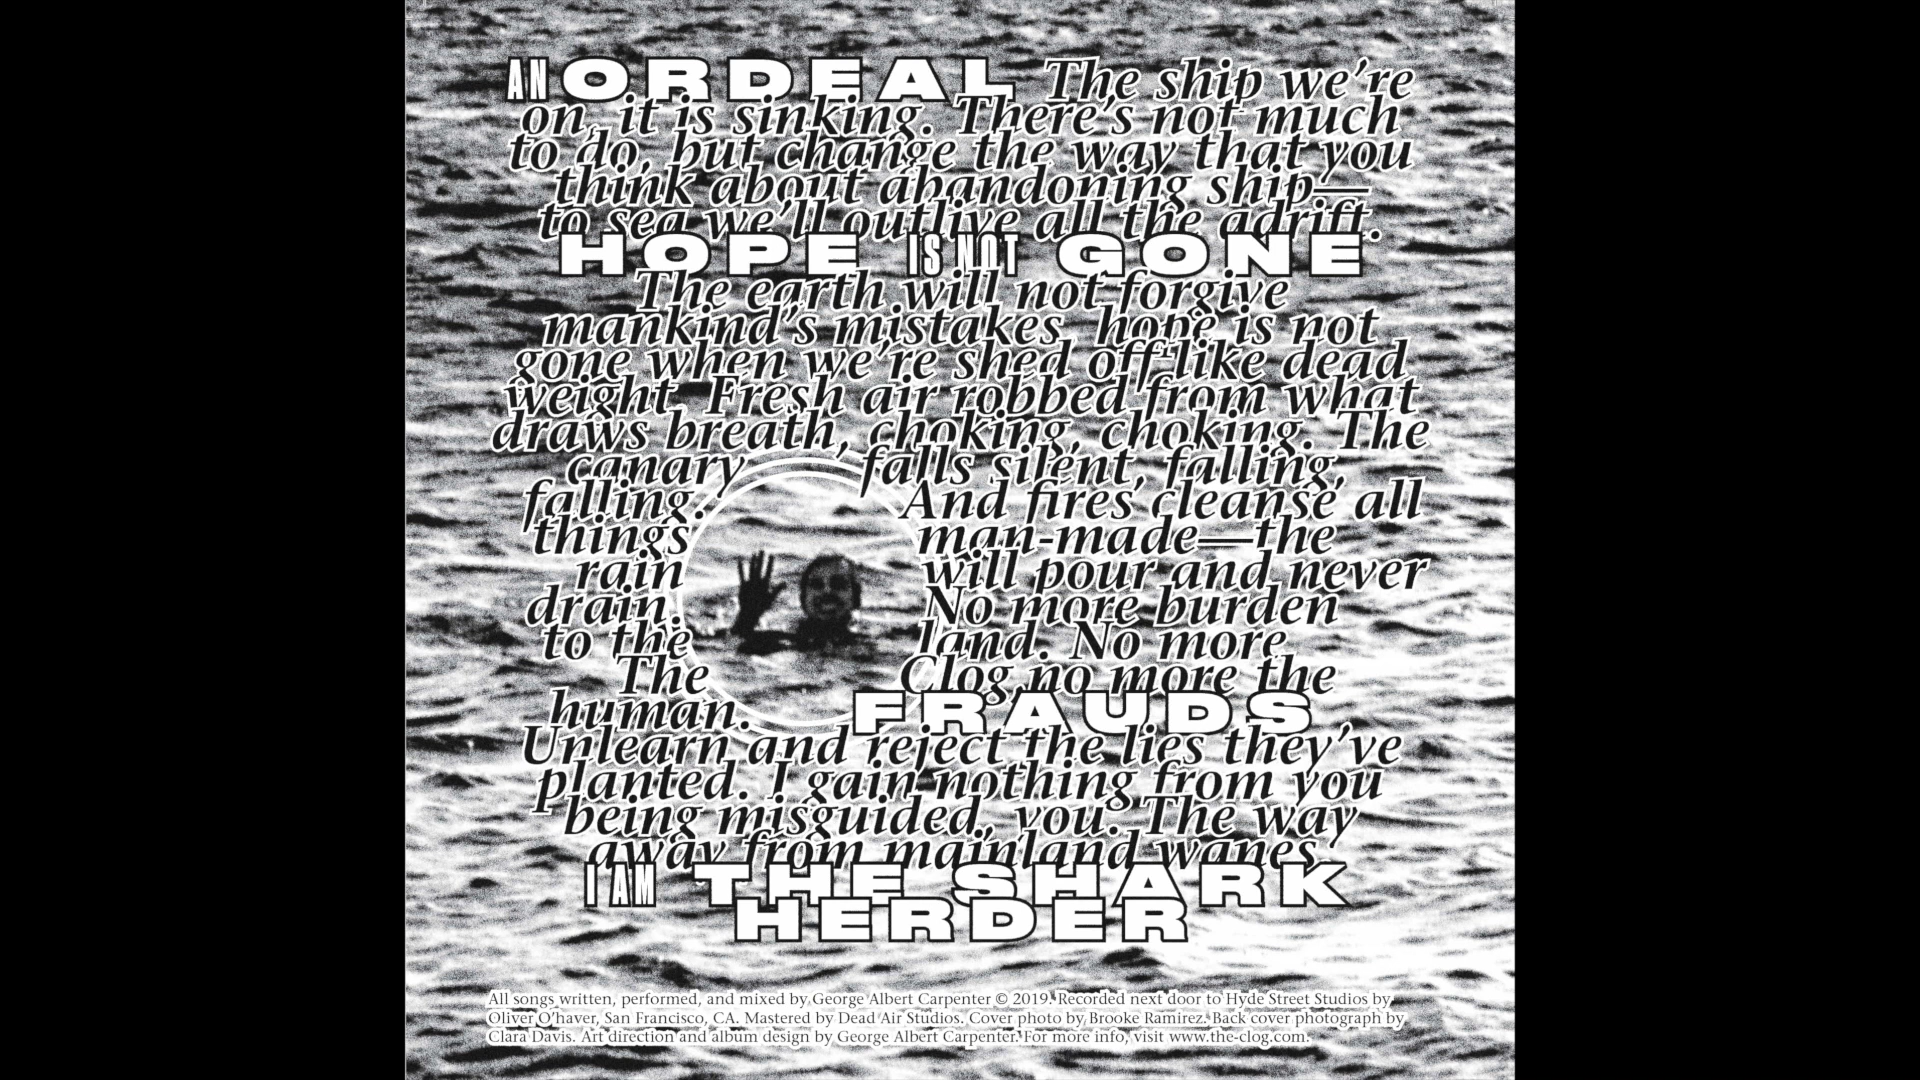 AN ORDEAL The ship we're
on, it is sinking. There's not much
to do, but change the way that you
think about abandoning ship—
to sea we'll outlive all the adrift.
HOPE IS NOT GONE
The earth will not forgive
mankind's mistakes hope is not
gone when we're shed off like dead
weight. Fresh air robbed from what
draws breath, choking, choking. The
canary falls silent, falling,
falling. And fires cleanse all
things man-made—the
rain will pour and never
drain. No more burden
to the land. No more
The Clog, no more the
human. FRAUDS
Unlearn and reject the lies they've
planted. I gain nothing from you
being misguided, you. The way
away from mainland wanes.
I AM THE SHARK
HERDER
All songs written, performed, and mixed by George Albert Carpenter © 2019. Recorded next door to Hyde Street Studios by
Oliver O'haver, San Francisco, CA. Mastered by Dead Air Studios. Cover photo by Brooke Ramirez. Back cover photograph by
Clara Davis. Art direction and album design by George Albert Carpenter. For more info, visit www.the-clog.com.